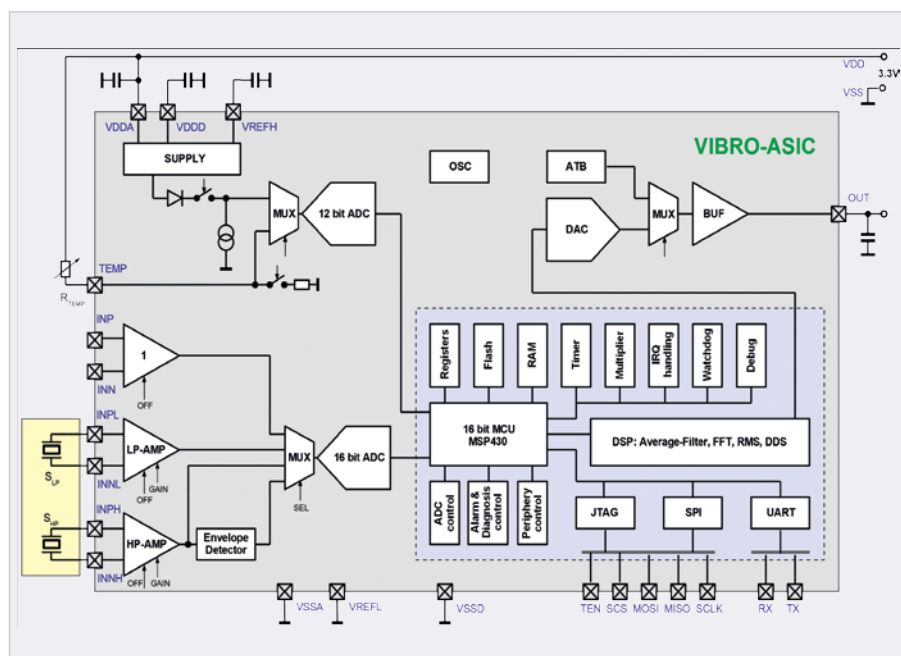 VDD
3.3V
VSS
VDDA
VDDD
VREFH
VIBRO-ASIC
SUPPLY
OSC
ATB
MUX
12 bit ADC
DAC
MUX
BUF
OUT
TEMP
R TEMP
INP
1
INN
OFF
Registers
Flash
RAM
Timer
Multiplier
IRQ
handling
Watchdog
Debug
INPL
LP-AMP
INNL
GAIN
OFF
S LP
MUX
16 bit ADC
SEL
16 bit MCU
MSP430
DSP: Average-Filter, FFT, RMS, DDS
INPH
HP-AMP
INNH
OFF
GAIN
S HP
Envelope
Detector
ADC
control
Alarm &
Diagnosis
control
Periphery
control
JTAG
SPI
UART
VSSA
VREFL
VSSD
TEN
SCS
MOSI
MISO
SCLK
RX
TX